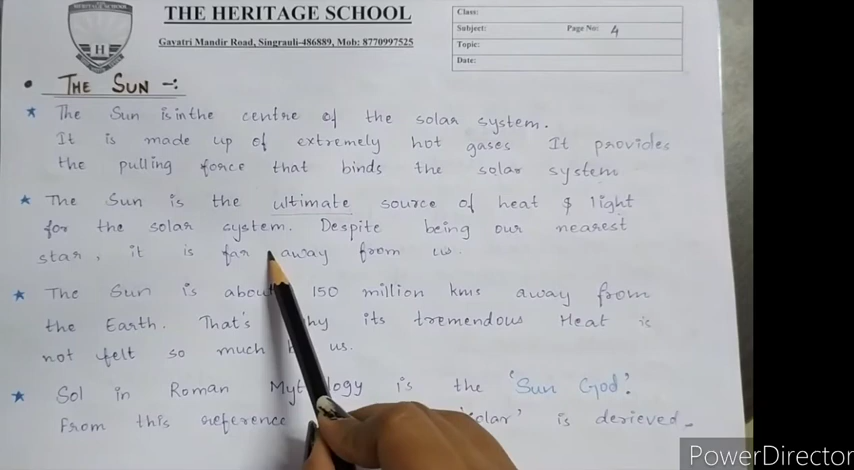 HERITAGE SCHOOL
H
THE HERITAGE SCHOOL
Gayatri Mandir Road, Singrauli-486889, Mob: 8770997525
Class:
Subject: Page No: 4
Topic:
Date:
• THE SUN -:
★ The Sun is in the centre of the solar system.
It is made up of extremely hot gases It provides
the pulling force that binds the solar system
★ The Sun is the ultimate source of heat & light
for the solar system. Despite being our nearest
star, it is far away from us.
★ The Sun is about 150 million kms away from
the Earth. That's its tremendous Heat is
not felt so much us.
★ Sol in Roman Mythology is the 'Sun God'.
From this reference 'Solar' is derieved.
PowerDirector